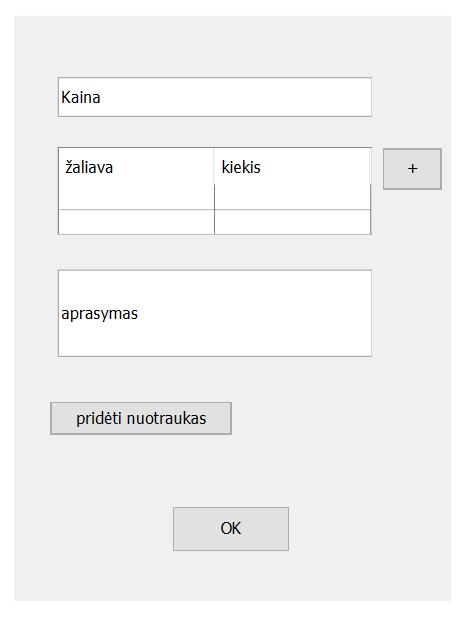 Kaina
žaliava kiekis +
aprasymas
pridėti nuotraukas
OK